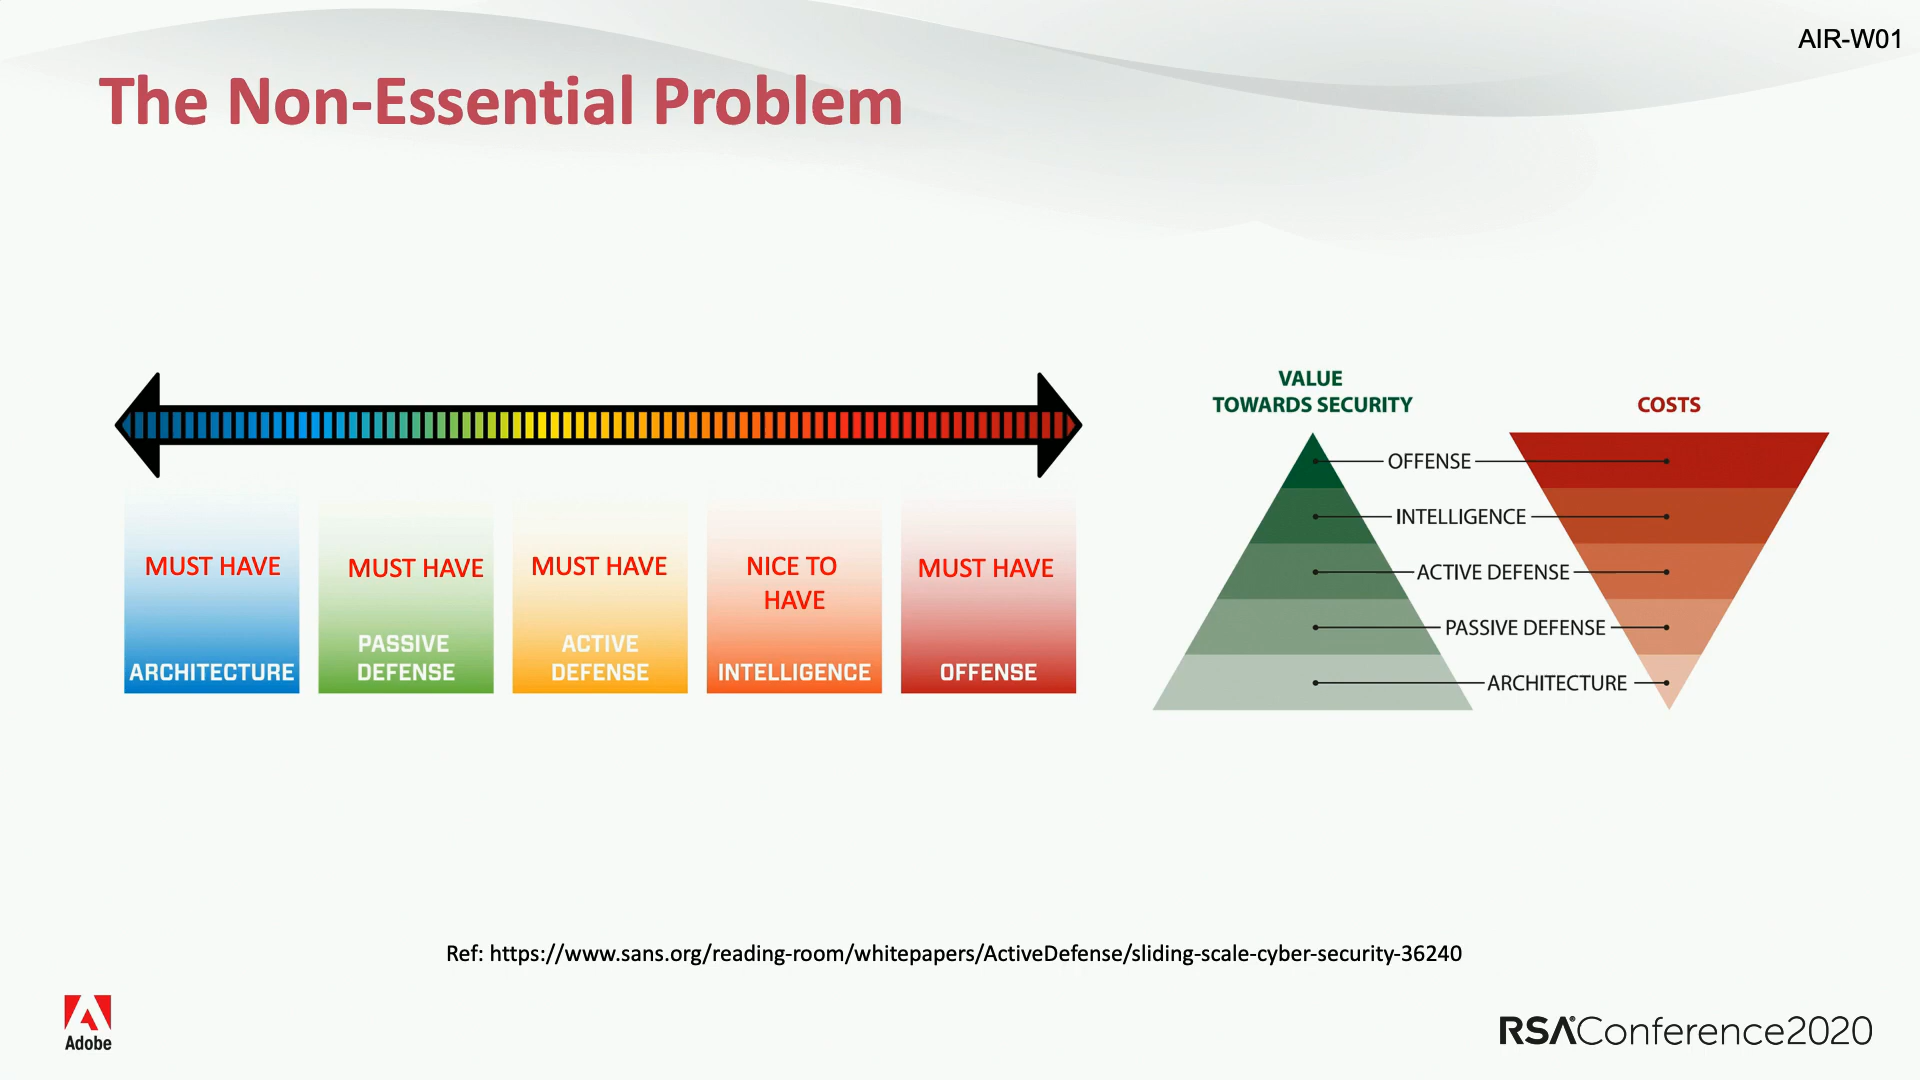 AIR-W01
The Non-Essential Problem
MUST HAVE
ARCHITECTURE
MUST HAVE
PASSIVE
DEFENSE
MUST HAVE
ACTIVE
DEFENSE
NICE TO
HAVE
INTELLIGENCE
MUST HAVE
OFFENSE
VALUE
TOWARDS SECURITY
COSTS
OFFENSE
INTELLIGENCE
ACTIVE DEFENSE
PASSIVE DEFENSE
ARCHITECTURE
Ref: https://www.sans.org/reading-room/whitepapers/ActiveDefense/sliding-scale-cyber-security-36240
Adobe
RSA®Conference2020